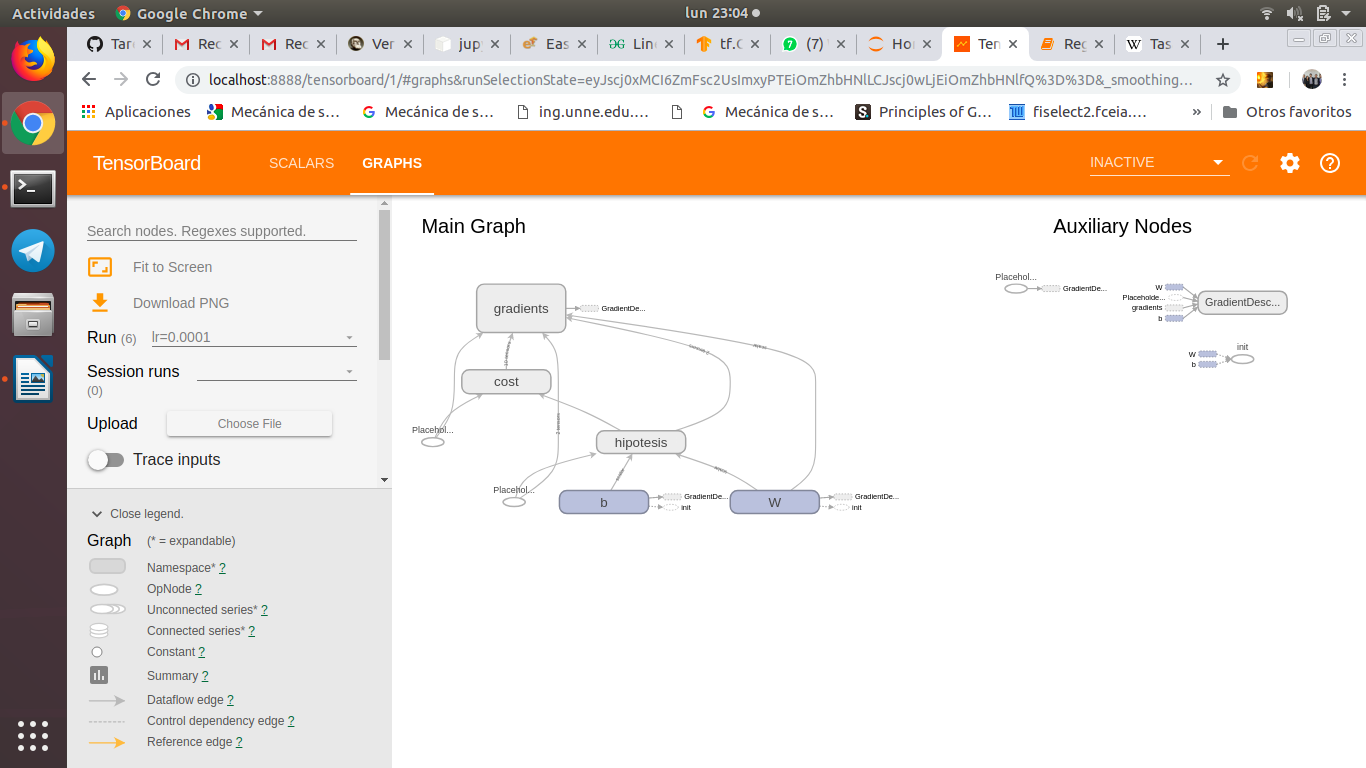 Actividades
Google Chrome
lun 23:04
Tar
Rec
Rec
Ver
jupy
Eas
Line
tf.C
(7)
Ho
Ten
Reg
Tas
localhost:8888/tensorboard/1/#graphs&runSelectionState=eyJscj0xMCI6ZmFsc2UsImxyPTEiOmZhbHNlLCJscj0wLjEiOmZhbHNlfQ%3D%3D&_smoothing...
Aplicaciones
Mecánica de s...
Mecánica de s...
ing.unne.edu....
Mecánica de s...
Principles of G...
fiselect2.fceia....
»
Otros favoritos
TensorBoard
SCALARS
GRAPHS
INACTIVE
Search nodes. Regexes supported.
Fit to Screen
Download PNG
Run (6) lr=0.0001
Session runs
(0)
Upload
Choose File
Trace inputs
Close legend.
Graph (* = expandable)
Namespace* ?
OpNode ?
Unconnected series* ?
Connected series* ?
Constant ?
Summary ?
Dataflow edge ?
Control dependency edge ?
Reference edge ?
Main Graph
gradients
GradientDe...
cost
Placehol...
hipotesis
Placehol...
b
GradientDe...
init
W
GradientDe...
init
2 tensors
Auxiliary Nodes
Placehol...
GradientDe...
W
Placeholde...
gradients
b
GradientDesc...
init
W
b